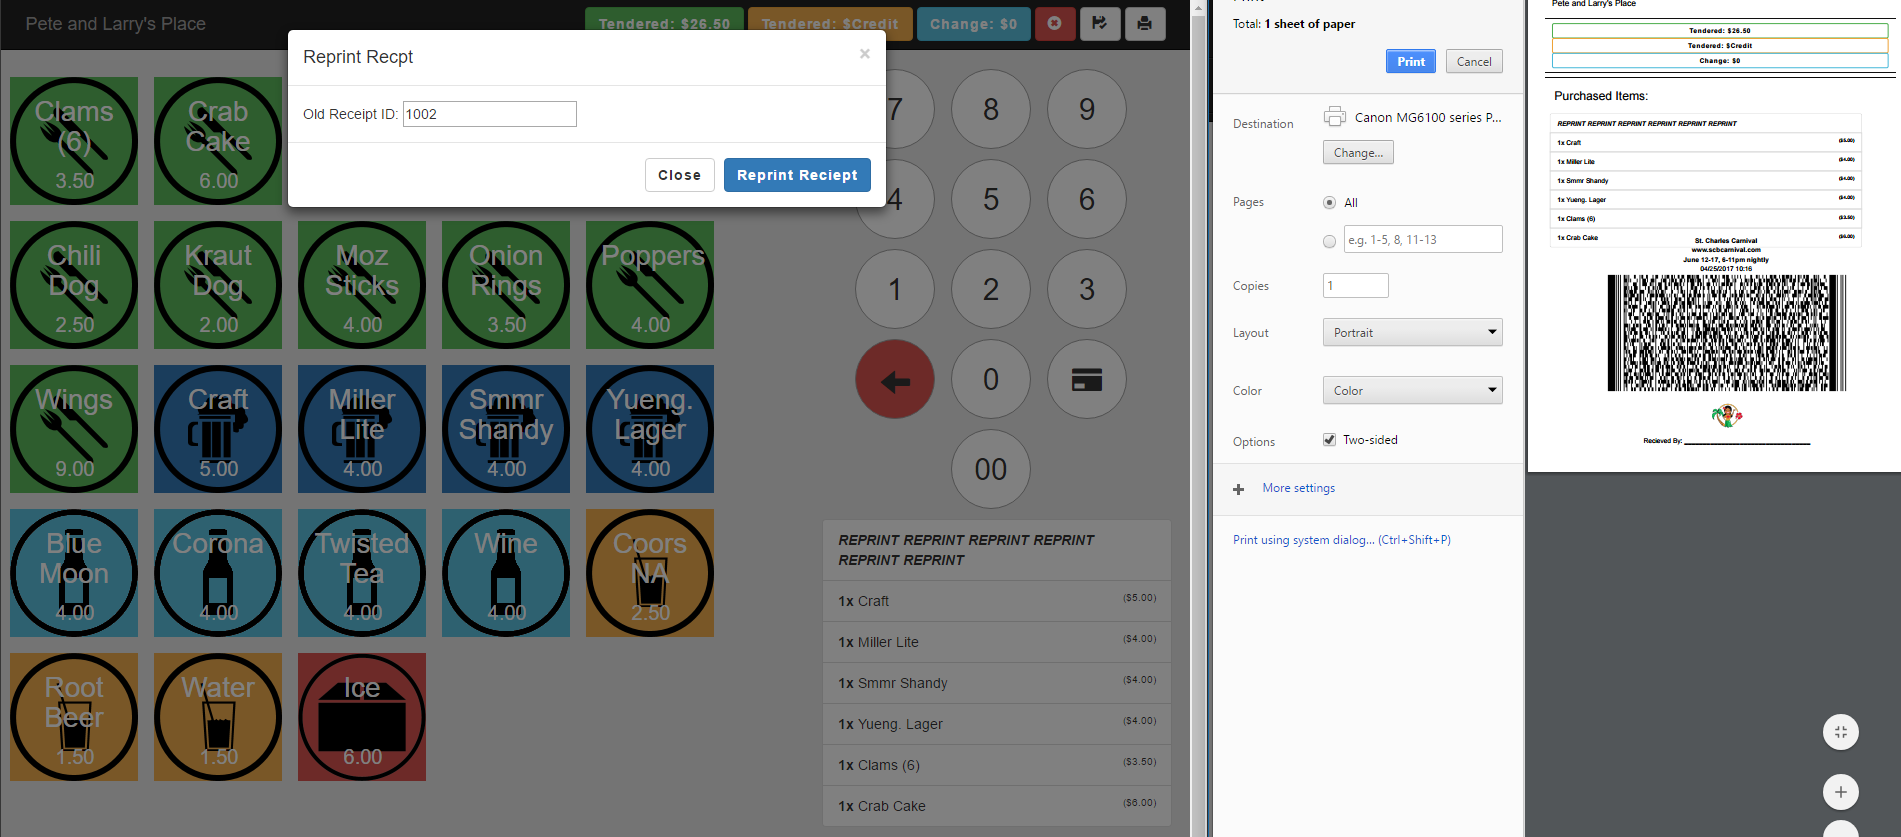 Pete and Larry's Place
Tendered: $26.50
Tendered: $Credit
Change: $0
Reprint Recpt
×
Old Receipt ID: 1002
Close
Reprint Reciept
Clams
(6)
3.50
Crab
Cake
6.00
Chili
Dog
2.50
Kraut
Dog
2.00
Moz
Sticks
4.00
Onion
Rings
3.50
Poppers
4.00
Wings
9.00
Craft
5.00
Miller
Lite
4.00
Smmr
Shandy
4.00
Yueng.
Lager
4.00
Blue
Moon
4.00
Corona
4.00
Twisted
Tea
4.00
Wine
4.00
Coors
NA
2.50
Root
Beer
1.50
Water
1.50
Ice
6.00
7
8
9
4
5
6
1
2
3
0
00
REPRINT REPRINT REPRINT REPRINT
REPRINT REPRINT
1x Craft ($5.00)
1x Miller Lite ($4.00)
1x Smmr Shandy ($4.00)
1x Yueng. Lager ($4.00)
1x Clams (6) ($3.50)
1x Crab Cake ($6.00)
Total: 1 sheet of paper
Print
Cancel
Destination
Canon MG6100 series P...
Change...
Pages
All
e.g. 1-5, 8, 11-13
Copies
1
Layout
Portrait
Color
Color
Options
Two-sided
More settings
Print using system dialog... (Ctrl+Shift+P)
Pete and Larry's Place
Tendered: $26.50
Tendered: $Credit
Change: $0
Purchased Items:
REPRINT REPRINT REPRINT REPRINT REPRINT REPRINT
1x Craft ($5.00)
1x Miller Lite ($4.00)
1x Smmr Shandy ($4.00)
1x Yueng. Lager ($4.00)
1x Clams (6) ($3.50)
1x Crab Cake ($6.00)
St. Charles Carnival
www.scbcarnival.com
June 12-17, 6-11pm nightly
04/25/2017 10:16
Recieved By: